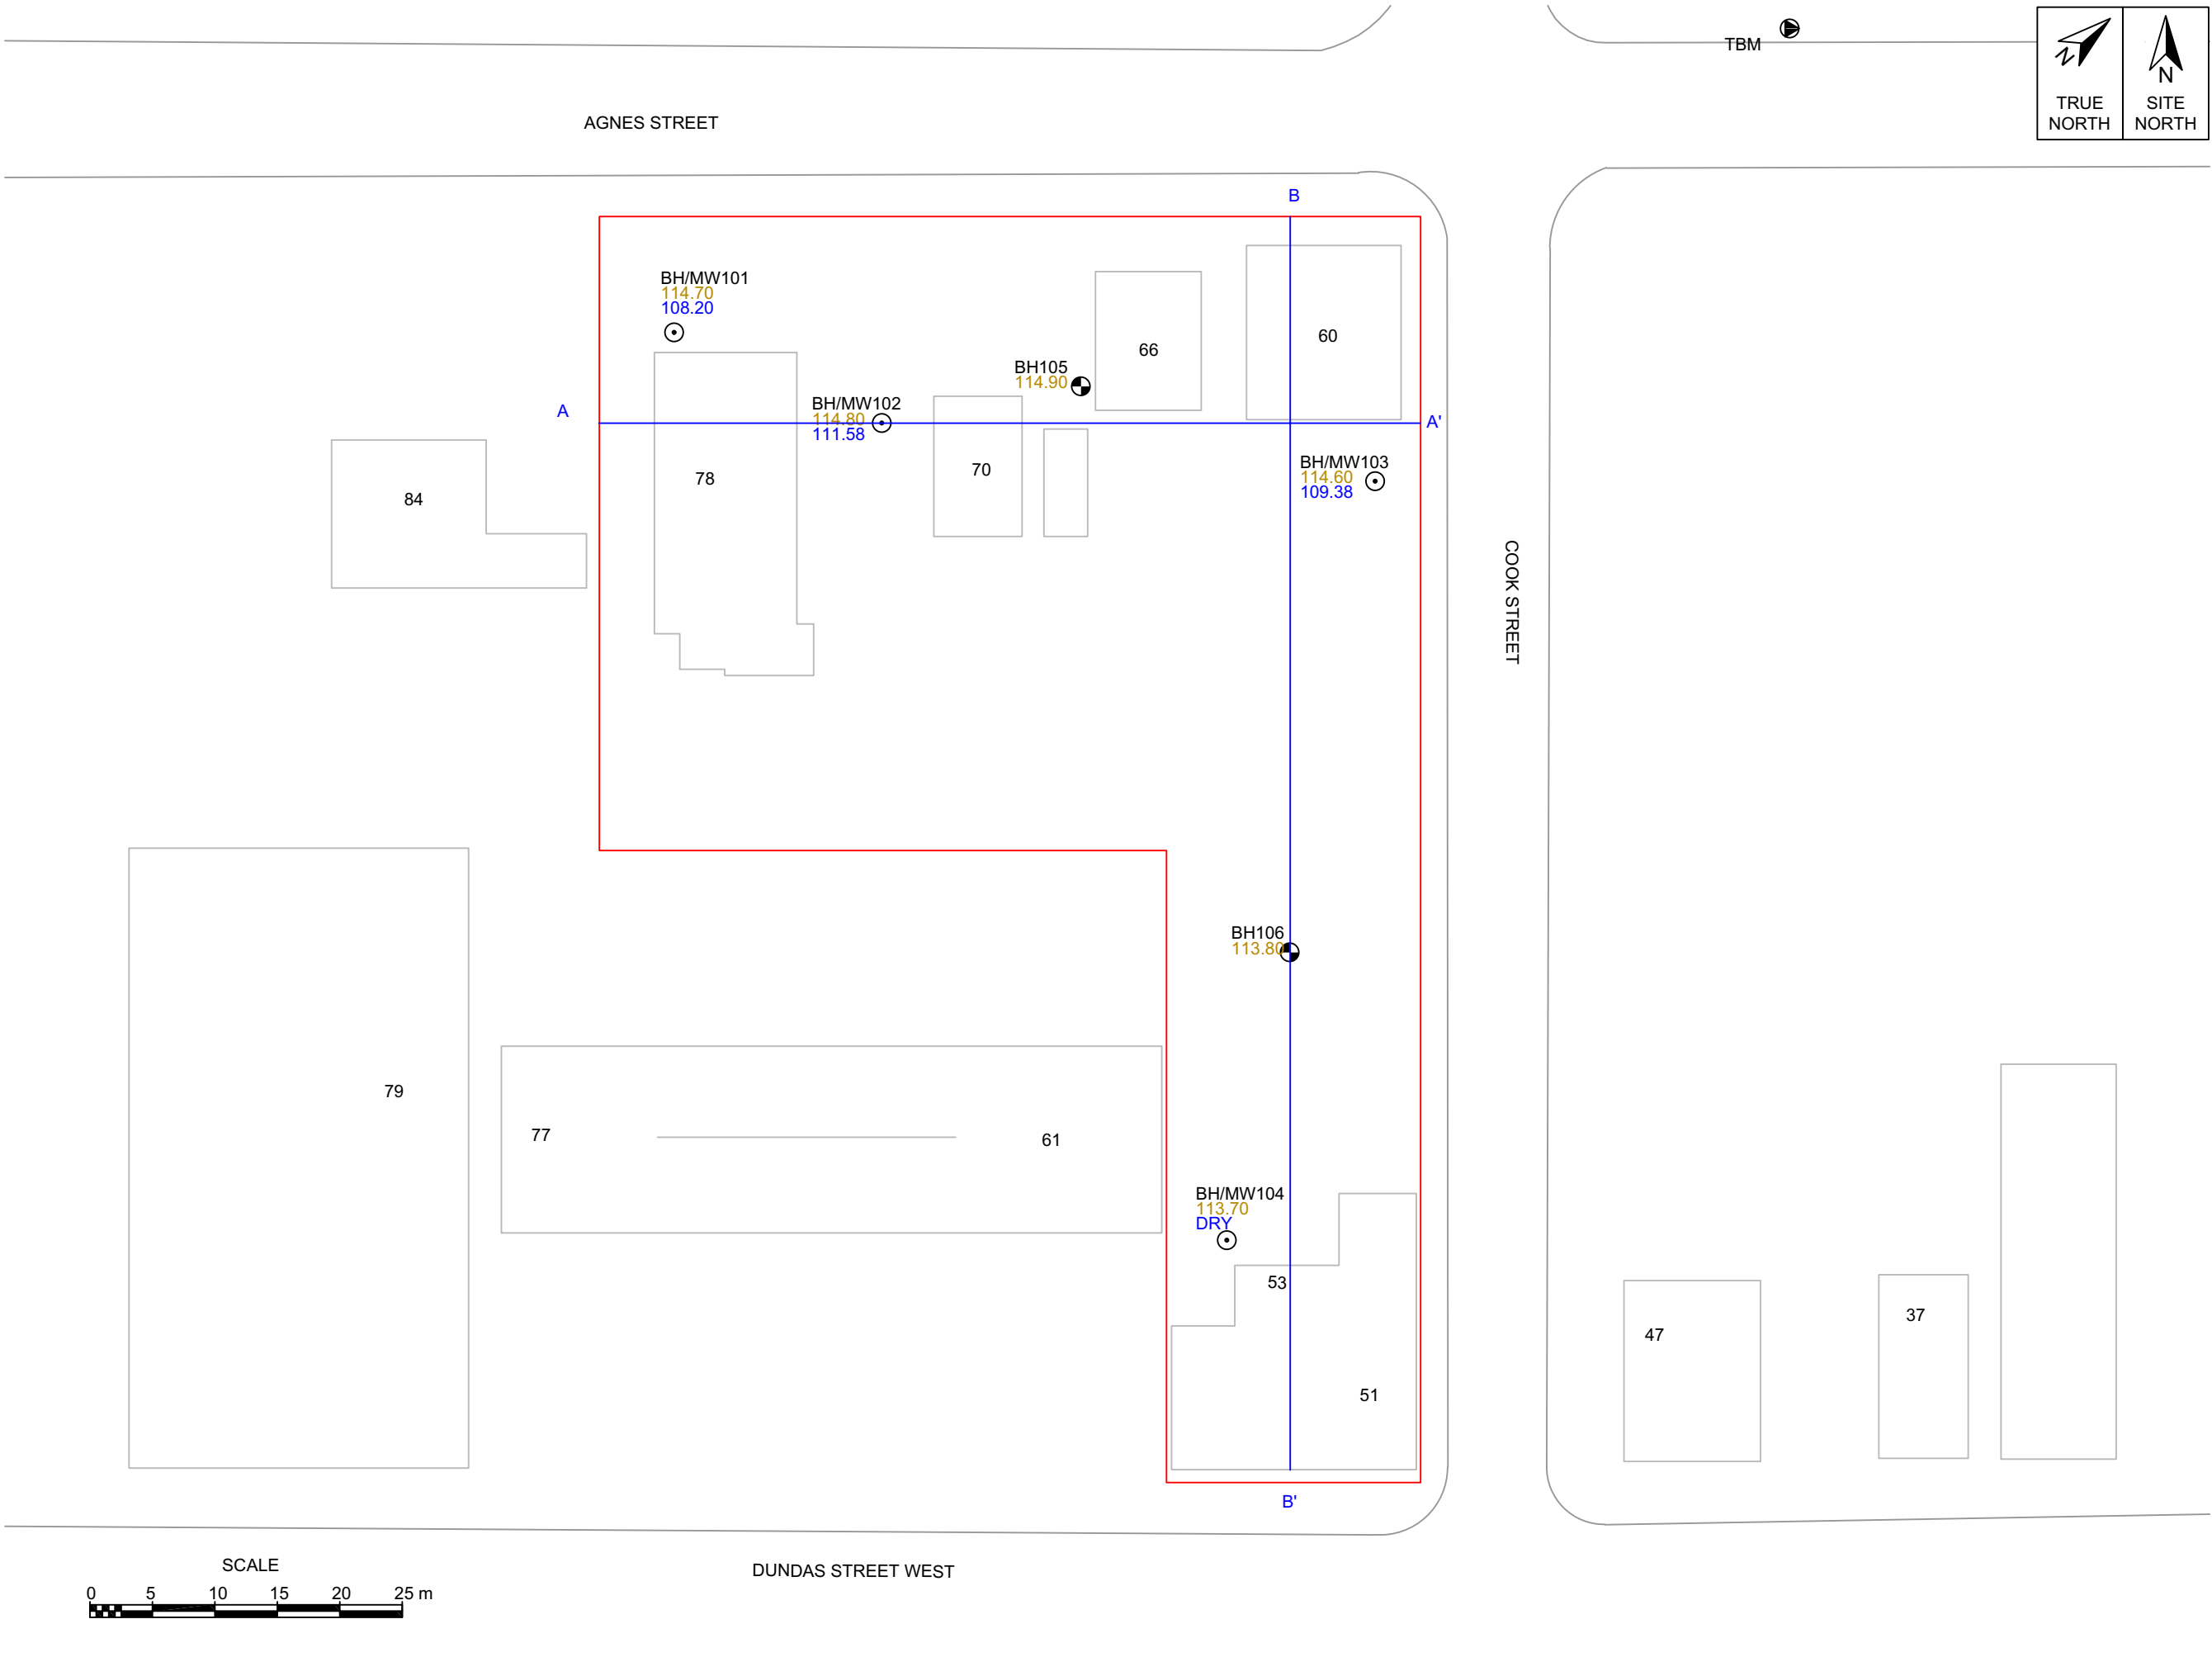 TBM
N
TRUE
NORTH
N
SITE
NORTH
AGNES STREET
B
BH/MW101
114.70
108.20
66
60
BH105
114.90
A
BH/MW102
114.80
111.58
A'
78
70
BH/MW103
114.60
109.38
84
COOK STREET
BH106
113.80
79
77
61
BH/MW104
113.70
DRY
53
51
47
37
B'
SCALE
0 5 10 15 20 25 m
DUNDAS STREET WEST